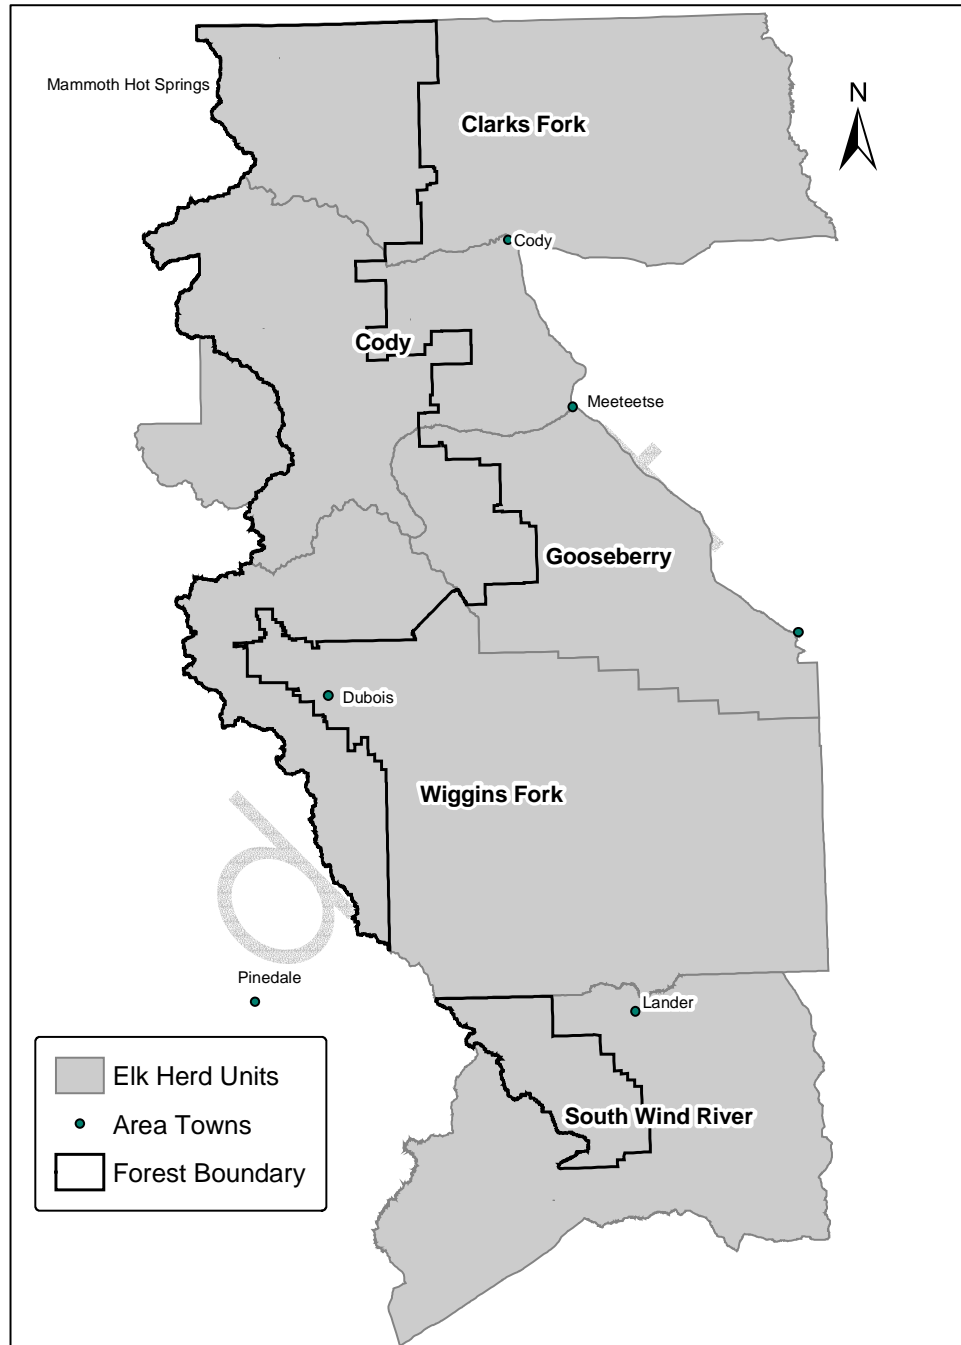 Mammoth Hot Springs
N
Clarks Fork
Cody
Cody
Meeteetse
Gooseberry
Dubois
Wiggins Fork
Pinedale
Lander
South Wind River
Elk Herd Units
Area Towns
Forest Boundary